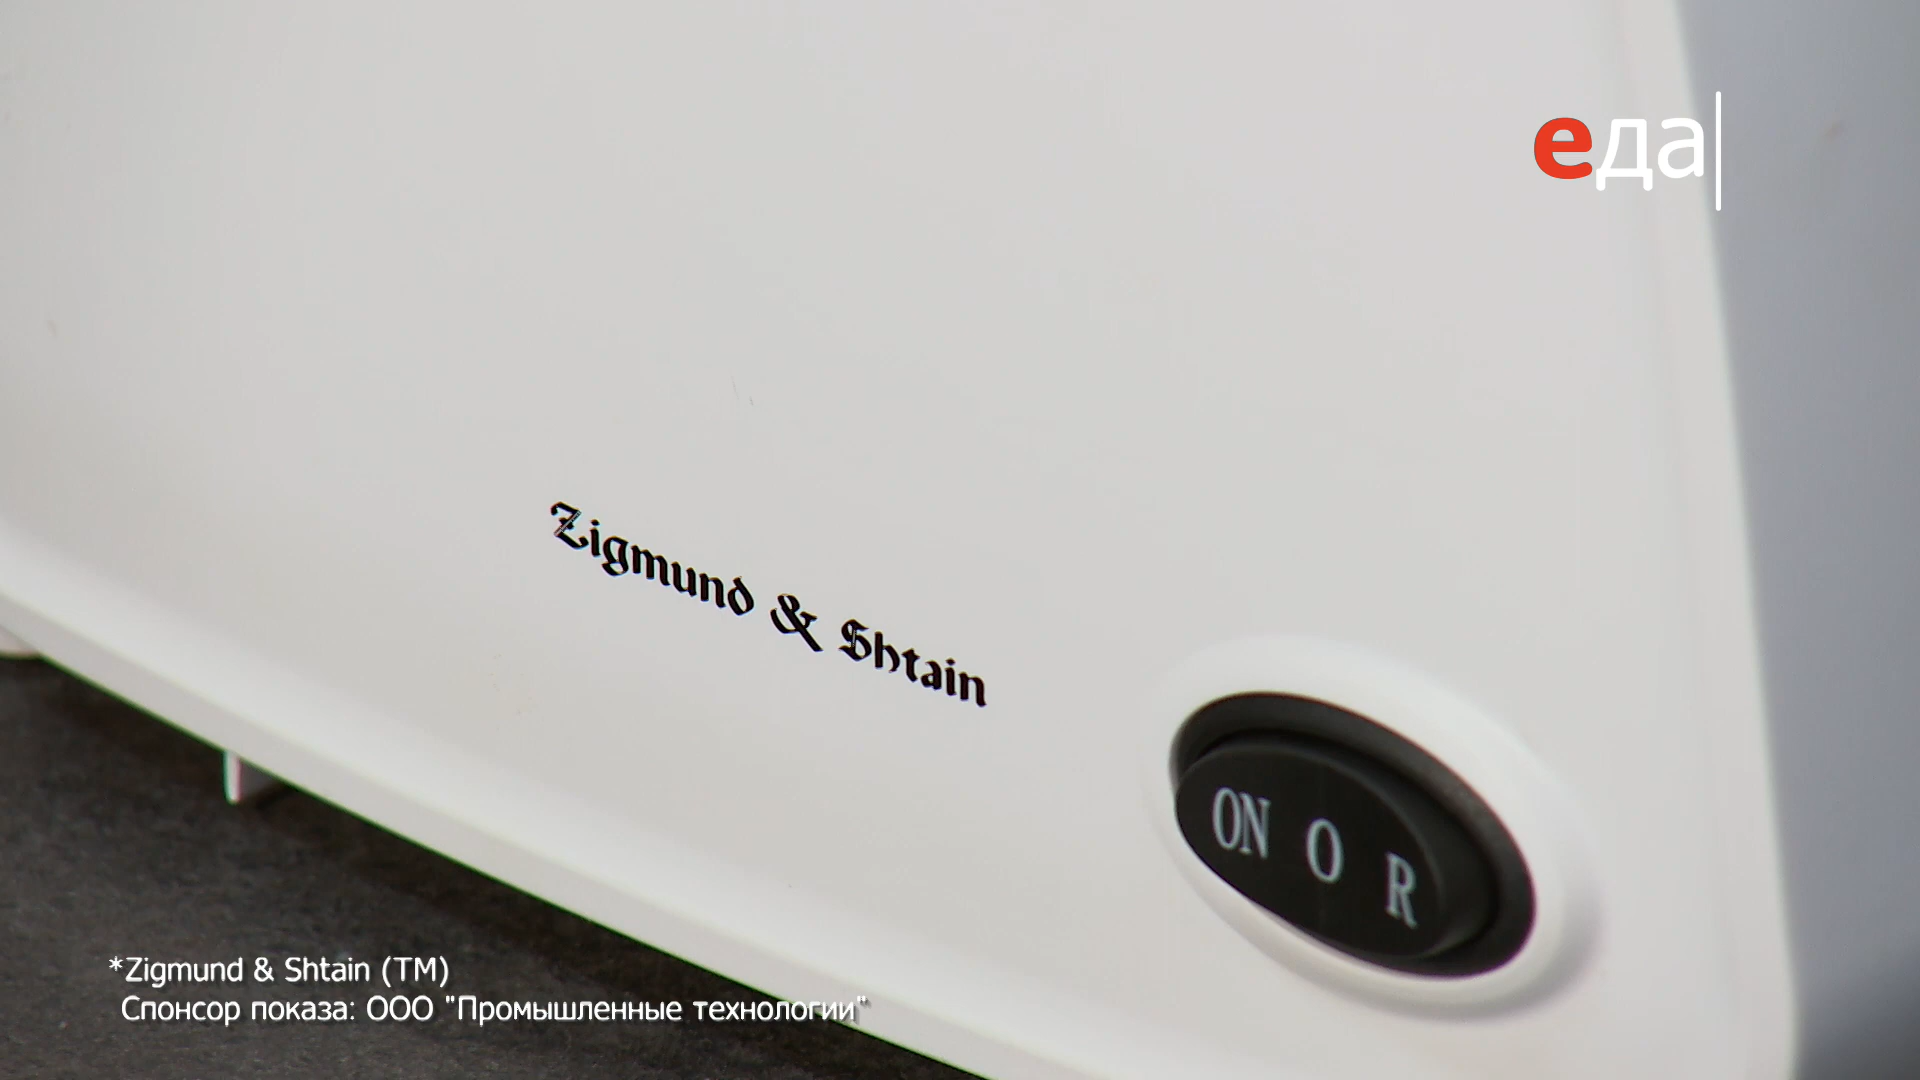 еда
Zigmund & Shtain
ON O R
*Zigmund & Shtain (TM)
Спонсор показа: ООО "Промышленные технологии"